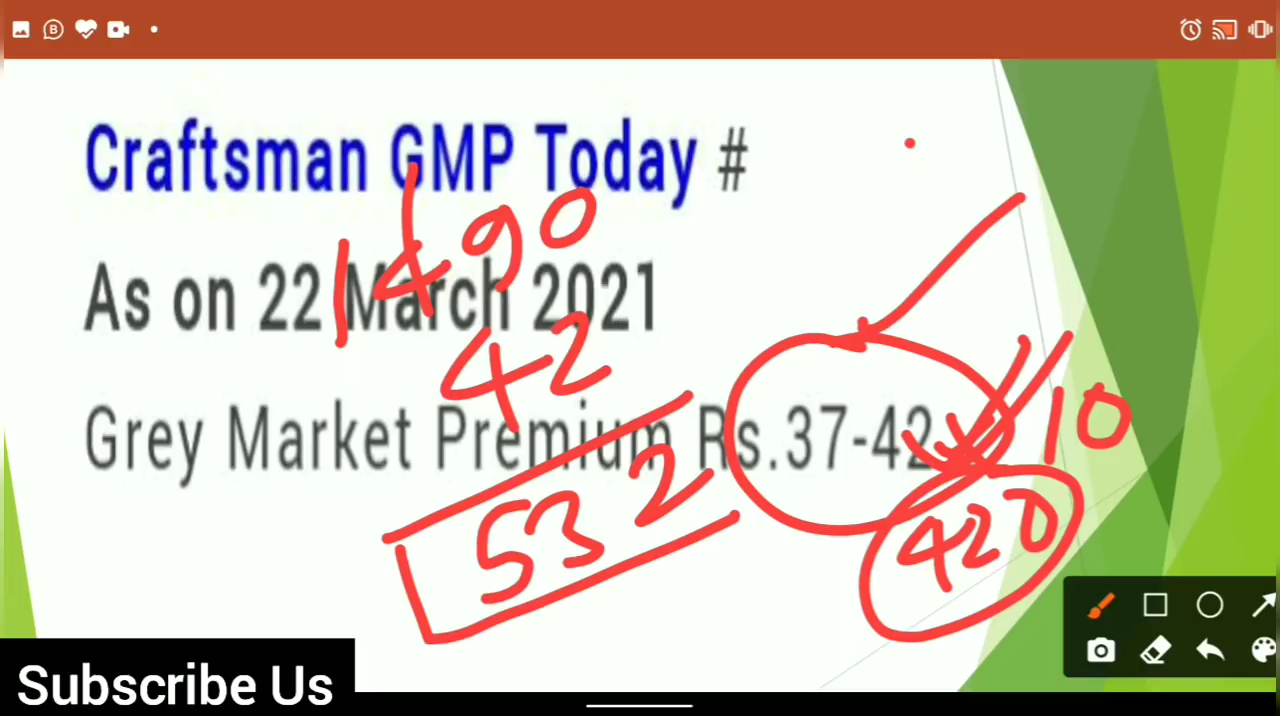 Craftsman GMP Today #
1490
As on 22 March 2021
42
Grey Market Premium Rs.37-42
10
532
420
Subscribe Us